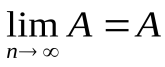 lim A = A
n→∞